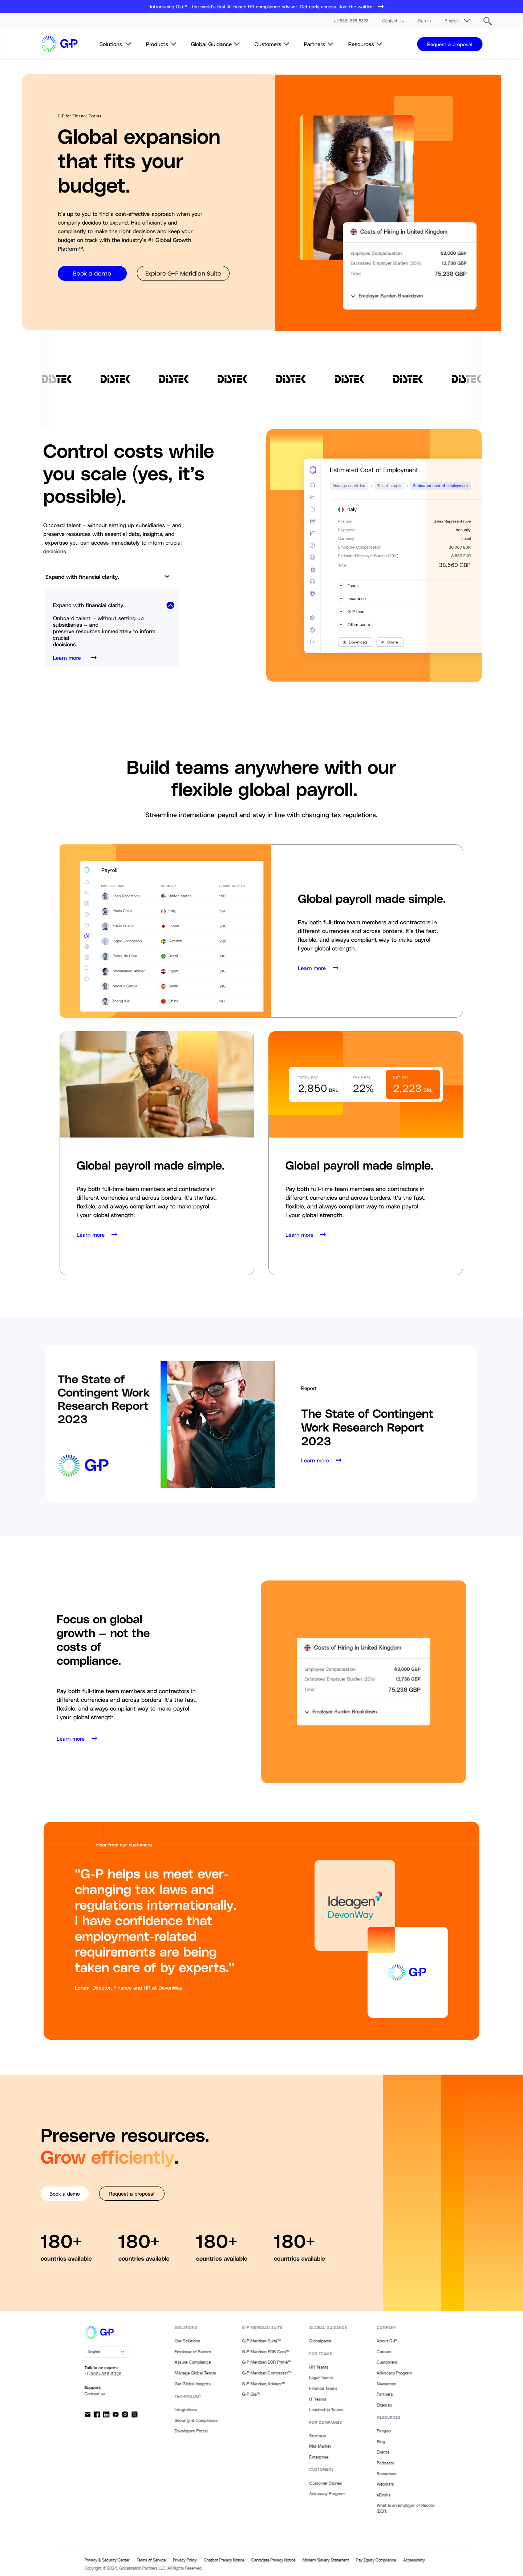 Introducing Gia™ - the world's first AI-based HR compliance advisor. Get early access. Join the waitlist
+1 (888)-855-5328 Contact Us Sign in English
G-P Solutions Products Global Guidance Customers Partners Resources Request a proposal
G-P for Finance Teams
Global expansion
that fits your
budget.
It's up to you to find a cost-effective approach when your
company decides to expand. Hire efficiently and
compliantly to make the right decisions and keep your
budget on track with the industry's #1 Global Growth
Platform™.
Book a demo Explore G-P Meridian Suite
Costs of Hiring in United Kingdom
Employee Compensation 63,000 GBP
Estimated Employer Burden (20%) 12,738 GBP
Total 75,238 GBP
Employer Burden Breakdown
DISTEK DISTEK DISTEK DISTEK DISTEK DISTEK DISTEK DISTEK
Control costs while
you scale (yes, it's
possible).
Onboard talent — without setting up subsidiaries — and
preserve resources with essential data, insights, and
expertise so you can access immediately to inform crucial
decisions.
Expand with financial clarity.
Expand with financial clarity.
Onboard talent — without setting up
subsidiaries — and
preserve resources immediately to inform
crucial
decisions.
Learn more
Estimated Cost of Employment
Manage countries Talent supply Estimated cost of employment
Italy
Position Sales Representative
Pay cycle Annually
Currency Local
Employee Compensation 30,000 EUR
Estimated Employer Burden (20%) 8,560 EUR
Total 38,560 GBP
Taxes
Insurance
G-P fees
Other costs
Download Share
Build teams anywhere with our
flexible global payroll.
Streamline international payroll and stay in line with changing tax regulations.
Payroll
PROFESSIONAL COUNTRY HOURS WORKED
Josh Robertson United states 150
Paola Rossi Italy 124
Yukio Suzuki Japan 230
Ingrid Johansson Sweden 228
Pedro da Silva Brazil 216
Mohammed Ahmed Egypt 216
Marcus Garcia Spain 216
Zhang Wei China 147
Global payroll made simple.
Pay both full-time team members and contractors in
different currencies and across borders. It's the fast,
flexible, and always compliant way to make payrol
l your global strength.
Learn more
Global payroll made simple.
Pay both full-time team members and contractors in
different currencies and across borders. It's the fast,
flexible, and always compliant way to make payrol
l your global strength.
Learn more
TOTAL PAY TAX RATE NET PAY
2,850 BRL 22% 2,223 BRL
Global payroll made simple.
Pay both full-time team members and contractors in
different currencies and across borders. It's the fast,
flexible, and always compliant way to make payrol
l your global strength.
Learn more
The State of
Contingent Work
Research Report
2023
G-P
Report
The State of Contingent
Work Research Report
2023
Learn more
Focus on global
growth — not the
costs of
compliance.
Pay both full-time team members and contractors in
different currencies and across borders. It's the fast,
flexible, and always compliant way to make payrol
l your global strength.
Learn more
Costs of Hiring in United Kingdom
Employee Compensation 63,000 GBP
Estimated Employer Burden (20%) 12,738 GBP
Total 75,238 GBP
Employer Burden Breakdown
Hear from our customers
“G-P helps us meet ever-
changing tax laws and
regulations internationally.
I have confidence that
employment-related
requirements are being
taken care of by experts.”
Loram Director, Finance and HR at DevonWay
Ideagen
DevonWay
G-P
Preserve resources.
Grow efficiently.
Book a demo Request a proposal
180+ 180+ 180+ 180+
countries available countries available countries available countries available
G-P
English
Talk to an expert:
+1 (888)-855-5328
Support:
Contact us
SOLUTIONS
Our Solutions
Employer of Record
Assure Compliance
Manage Global Teams
Get Global Insights
TECHNOLOGY
Integrations
Security & Compliance
Developers Portal
G-P MERIDIAN SUITE
G-P Meridian Suite™
G-P Meridian EOR Core™
G-P Meridian EOR Prime™
G-P Meridian Contractor™
G-P Meridian Advisor™
G-P Gia™
GLOBAL GUIDANCE
Globalpedia
FOR TEAMS
HR Teams
Legal Teams
Finance Teams
IT Teams
Leadership Teams
FOR COMPANIES
Startups
Mid-Market
Enterprise
CUSTOMERS
Customer Stories
Advocacy Program
COMPANY
About G-P
Careers
Customers
Advocacy Program
Newsroom
Partners
Sitemap
RESOURCES
Pangeo
Blog
Events
Podcasts
Resources
Webinars
eBooks
What is an Employer of Record
(EOR)
Privacy & Security Center Terms of Service Privacy Policy Chatbot Privacy Notice Candidate Privacy Notice Modern Slavery Statement Pay Equity Compliance Accessibility
Copyright © 2024. Globalization Partners LLC. All Rights Reserved.